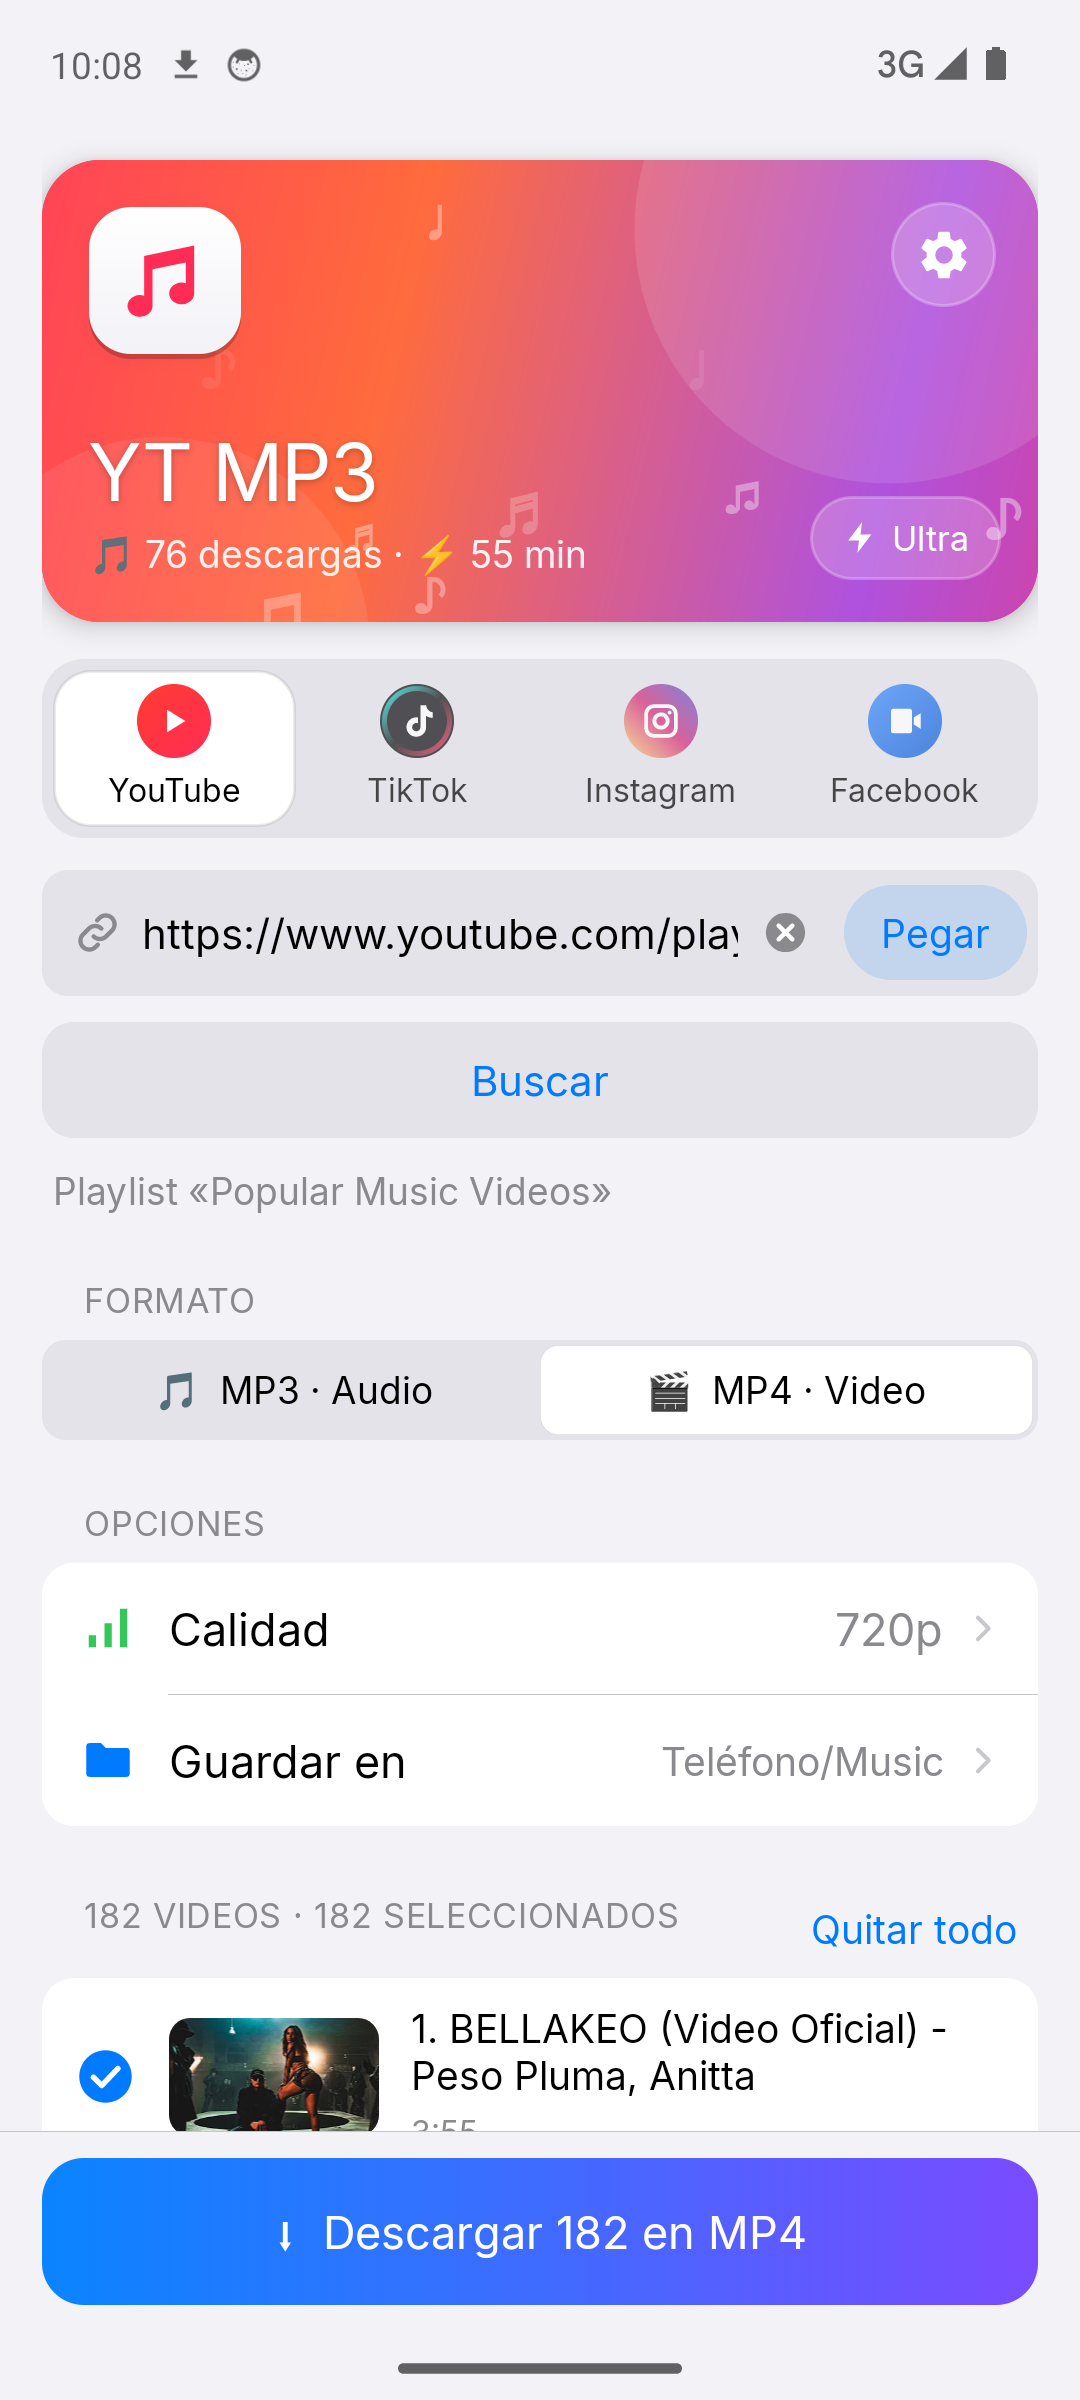 10:08
3G
YT MP3
🎵 76 descargas · ⚡ 55 min
Ultra
YouTube
TikTok
Instagram
Facebook
https://www.youtube.com/play
Pegar
Buscar
Playlist «Popular Music Videos»
FORMATO
🎵 MP3 · Audio
🎬 MP4 · Video
OPCIONES
Calidad
720p
Guardar en
Teléfono/Music
182 VIDEOS · 182 SELECCIONADOS
Quitar todo
1. BELLAKEO (Video Oficial) -
Peso Pluma, Anitta
3:55
↓ Descargar 182 en MP4